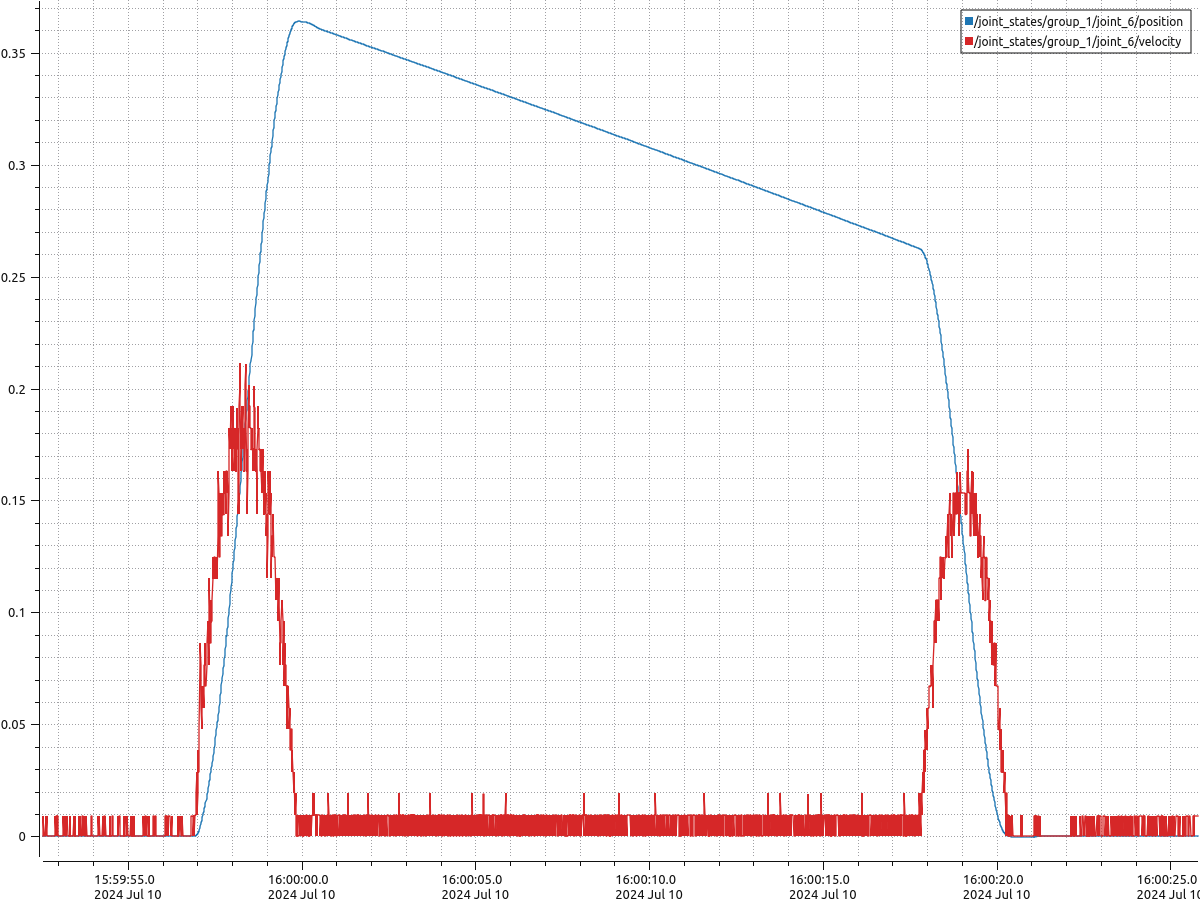 /joint_states/group_1/joint_6/position
/joint_states/group_1/joint_6/velocity
0.35
0.3
0.25
0.2
0.15
0.1
0.05
0
15:59:55.0 16:00:00.0 16:00:05.0 16:00:10.0 16:00:15.0 16:00:20.0 16:00:25.0
2024 Jul 10 2024 Jul 10 2024 Jul 10 2024 Jul 10 2024 Jul 10 2024 Jul 10 2024 Jul 10